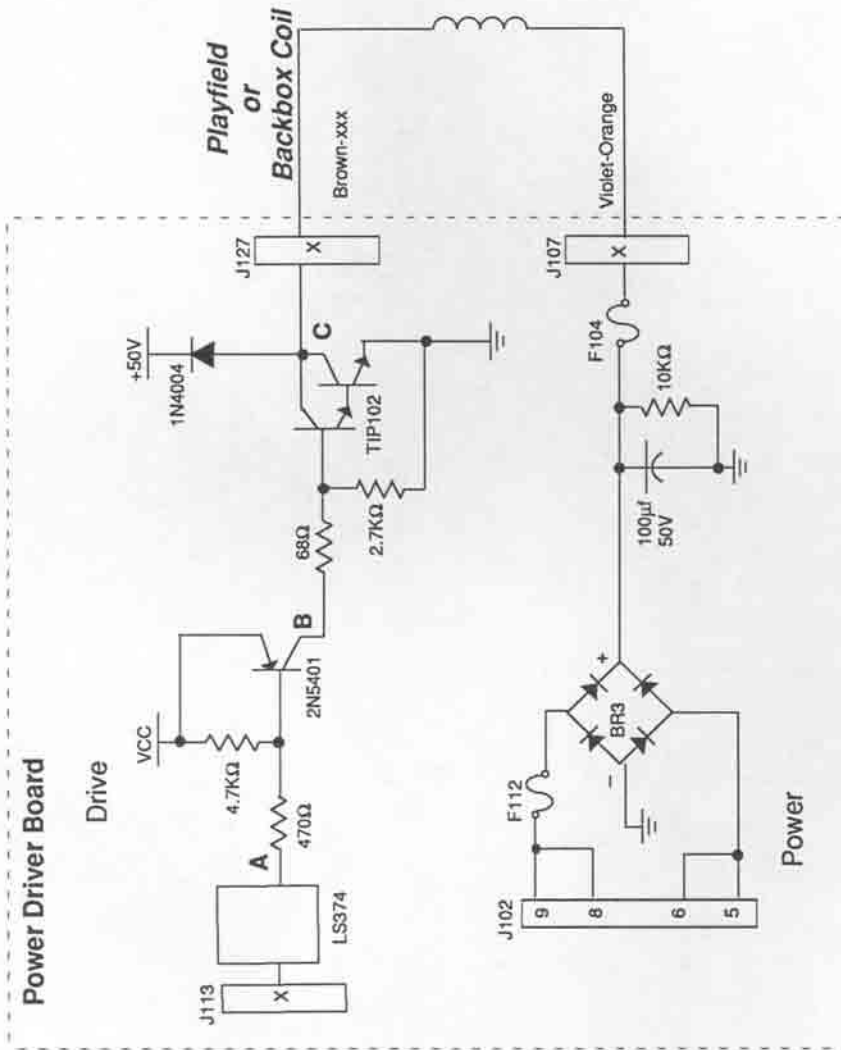 Power Driver Board
Drive
VCC
+50V
1N4004
J113
X
LS374
A
470Ω
4.7KΩ
2N5401
B
68Ω
2.7KΩ
TIP102
C
J127
X
Playfield
or
Backbox Coil
Brown-xxx
Violet-Orange
J102
9
8
6
5
F112
BR3
+
−
100µf
50V
10KΩ
F104
J107
X
Power